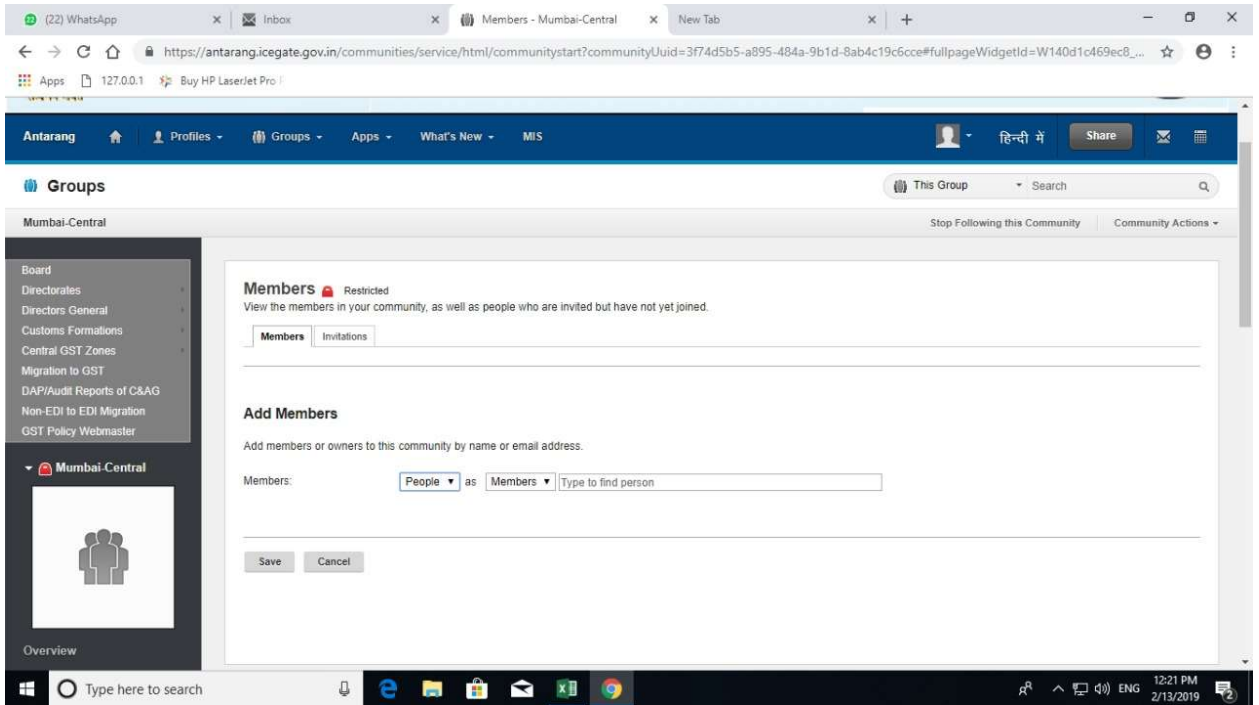 (22) WhatsApp
Inbox
Members - Mumbai-Central
New Tab
https://antarang.icegate.gov.in/communities/service/html/communitystart?communityUuid=3f74d5b5-a895-484a-9b1d-8ab4c19c6cce#fullpageWidgetId=W140d1c469ec8_...
Apps 127.0.0.1 Buy HP LaserJet Pro
Antarang Profiles Groups Apps What's New MIS हिन्दी में Share
Groups This Group Search
Mumbai-Central Stop Following this Community Community Actions
Board
Directorates
Directors General
Customs Formations
Central GST Zones
Migration to GST
DAP/Audit Reports of C&AG
Non-EDI to EDI Migration
GST Policy Webmaster
Mumbai-Central
Overview
Members Restricted
View the members in your community, as well as people who are invited but have not yet joined.
Members Invitations
Add Members
Add members or owners to this community by name or email address.
Members: People as Members Type to find person
Save Cancel
Type here to search
ENG
12:21 PM
2/13/2019
2